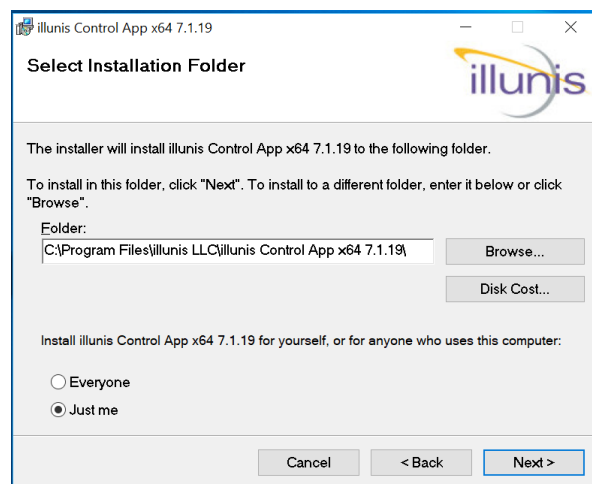 illunis Control App x64 7.1.19
Select Installation Folder
illunis
The installer will install illunis Control App x64 7.1.19 to the following folder.
To install in this folder, click "Next". To install to a different folder, enter it below or click
"Browse".
Folder:
C:\Program Files\illunis LLC\illunis Control App x64 7.1.19\
Browse...
Disk Cost...
Install illunis Control App x64 7.1.19 for yourself, or for anyone who uses this computer:
Everyone
Just me
Cancel
< Back
Next >